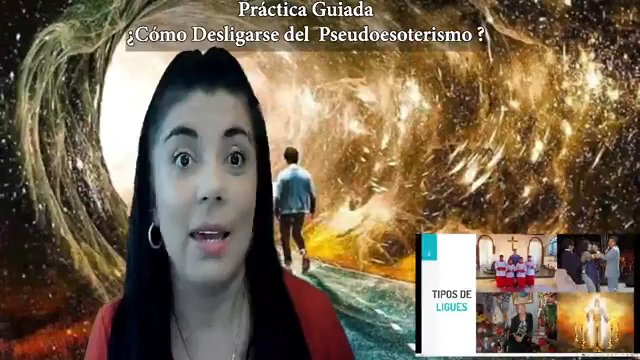 Práctica Guiada
¿Cómo Desligarse del Pseudoesoterismo ?
TIPOS DE
LIGUES